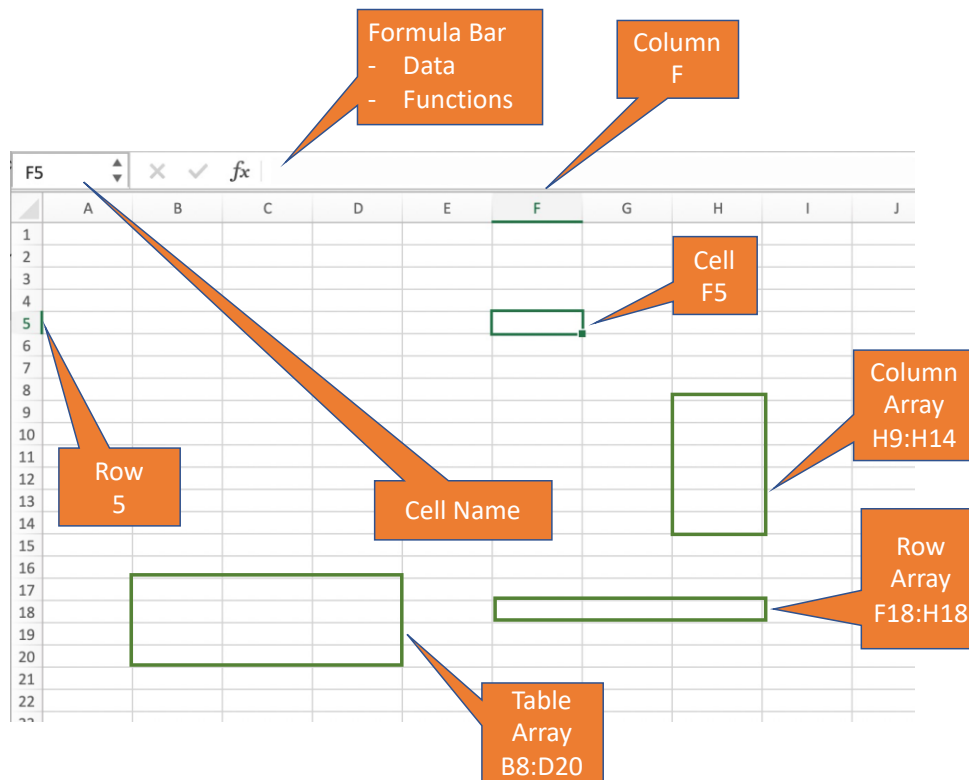 Formula Bar
- Data
- Functions
Column
F
F5
fx
A B C D E F G H I J
1
2
3
4
5
6
7
8
9
10
11
12
13
14
15
16
17
18
19
20
21
22
23
Cell
F5
Column
Array
H9:H14
Row
5
Cell Name
Row
Array
F18:H18
Table
Array
B8:D20